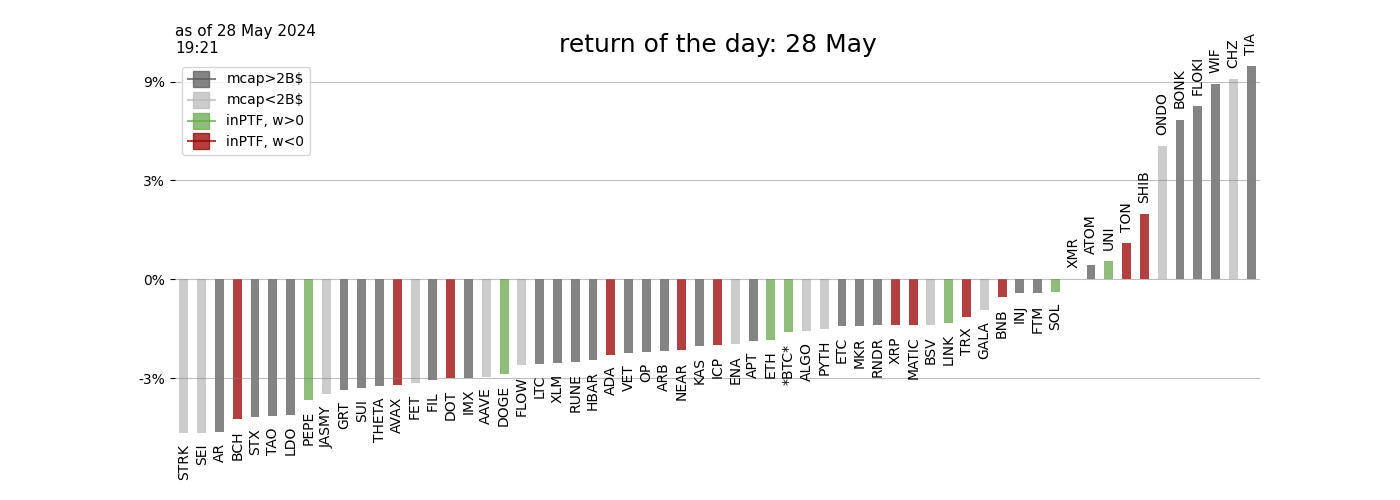 as of 28 May 2024
19:21
return of the day: 28 May
mcap>2B$
mcap<2B$
inPTF, w>0
inPTF, w<0
9%
3%
0%
-3%
STRK
SEI
AR
BCH
STX
TAO
LDO
PEPE
JASMY
GRT
SUI
THETA
AVAX
FET
FIL
DOT
IMX
AAVE
DOGE
FLOW
LTC
XLM
RUNE
HBAR
ADA
VET
OP
ARB
NEAR
KAS
ICP
ENA
APT
ETH
*BTC*
ALGO
PYTH
ETC
MKR
RNDR
XRP
MATIC
BSV
LINK
TRX
GALA
BNB
INJ
FTM
SOL
XMR
ATOM
UNI
TON
SHIB
ONDO
BONK
FLOKI
WIF
CHZ
TIA